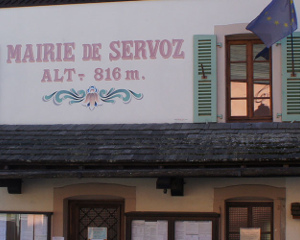 MAIRIE DE SERVOZ
ALT - 816 m.